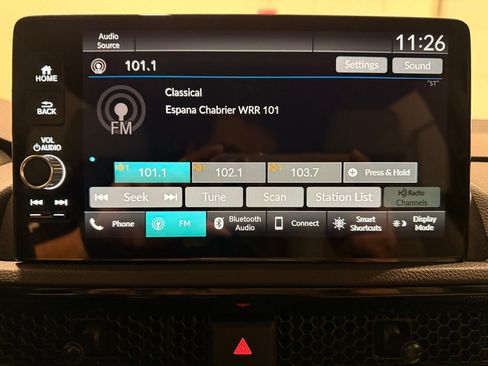 Audio
Source
11:26
HOME
101.1
Settings
Sound
"ST"
BACK
Classical
Espana Chabrier WRR 101
FM
VOL
AUDIO
101.1
102.1
103.7
Press & Hold
Seek
Tune
Scan
Station List
HD Radio
Channels
Phone
FM
Bluetooth
Audio
Connect
Smart
Shortcuts
Display
Mode